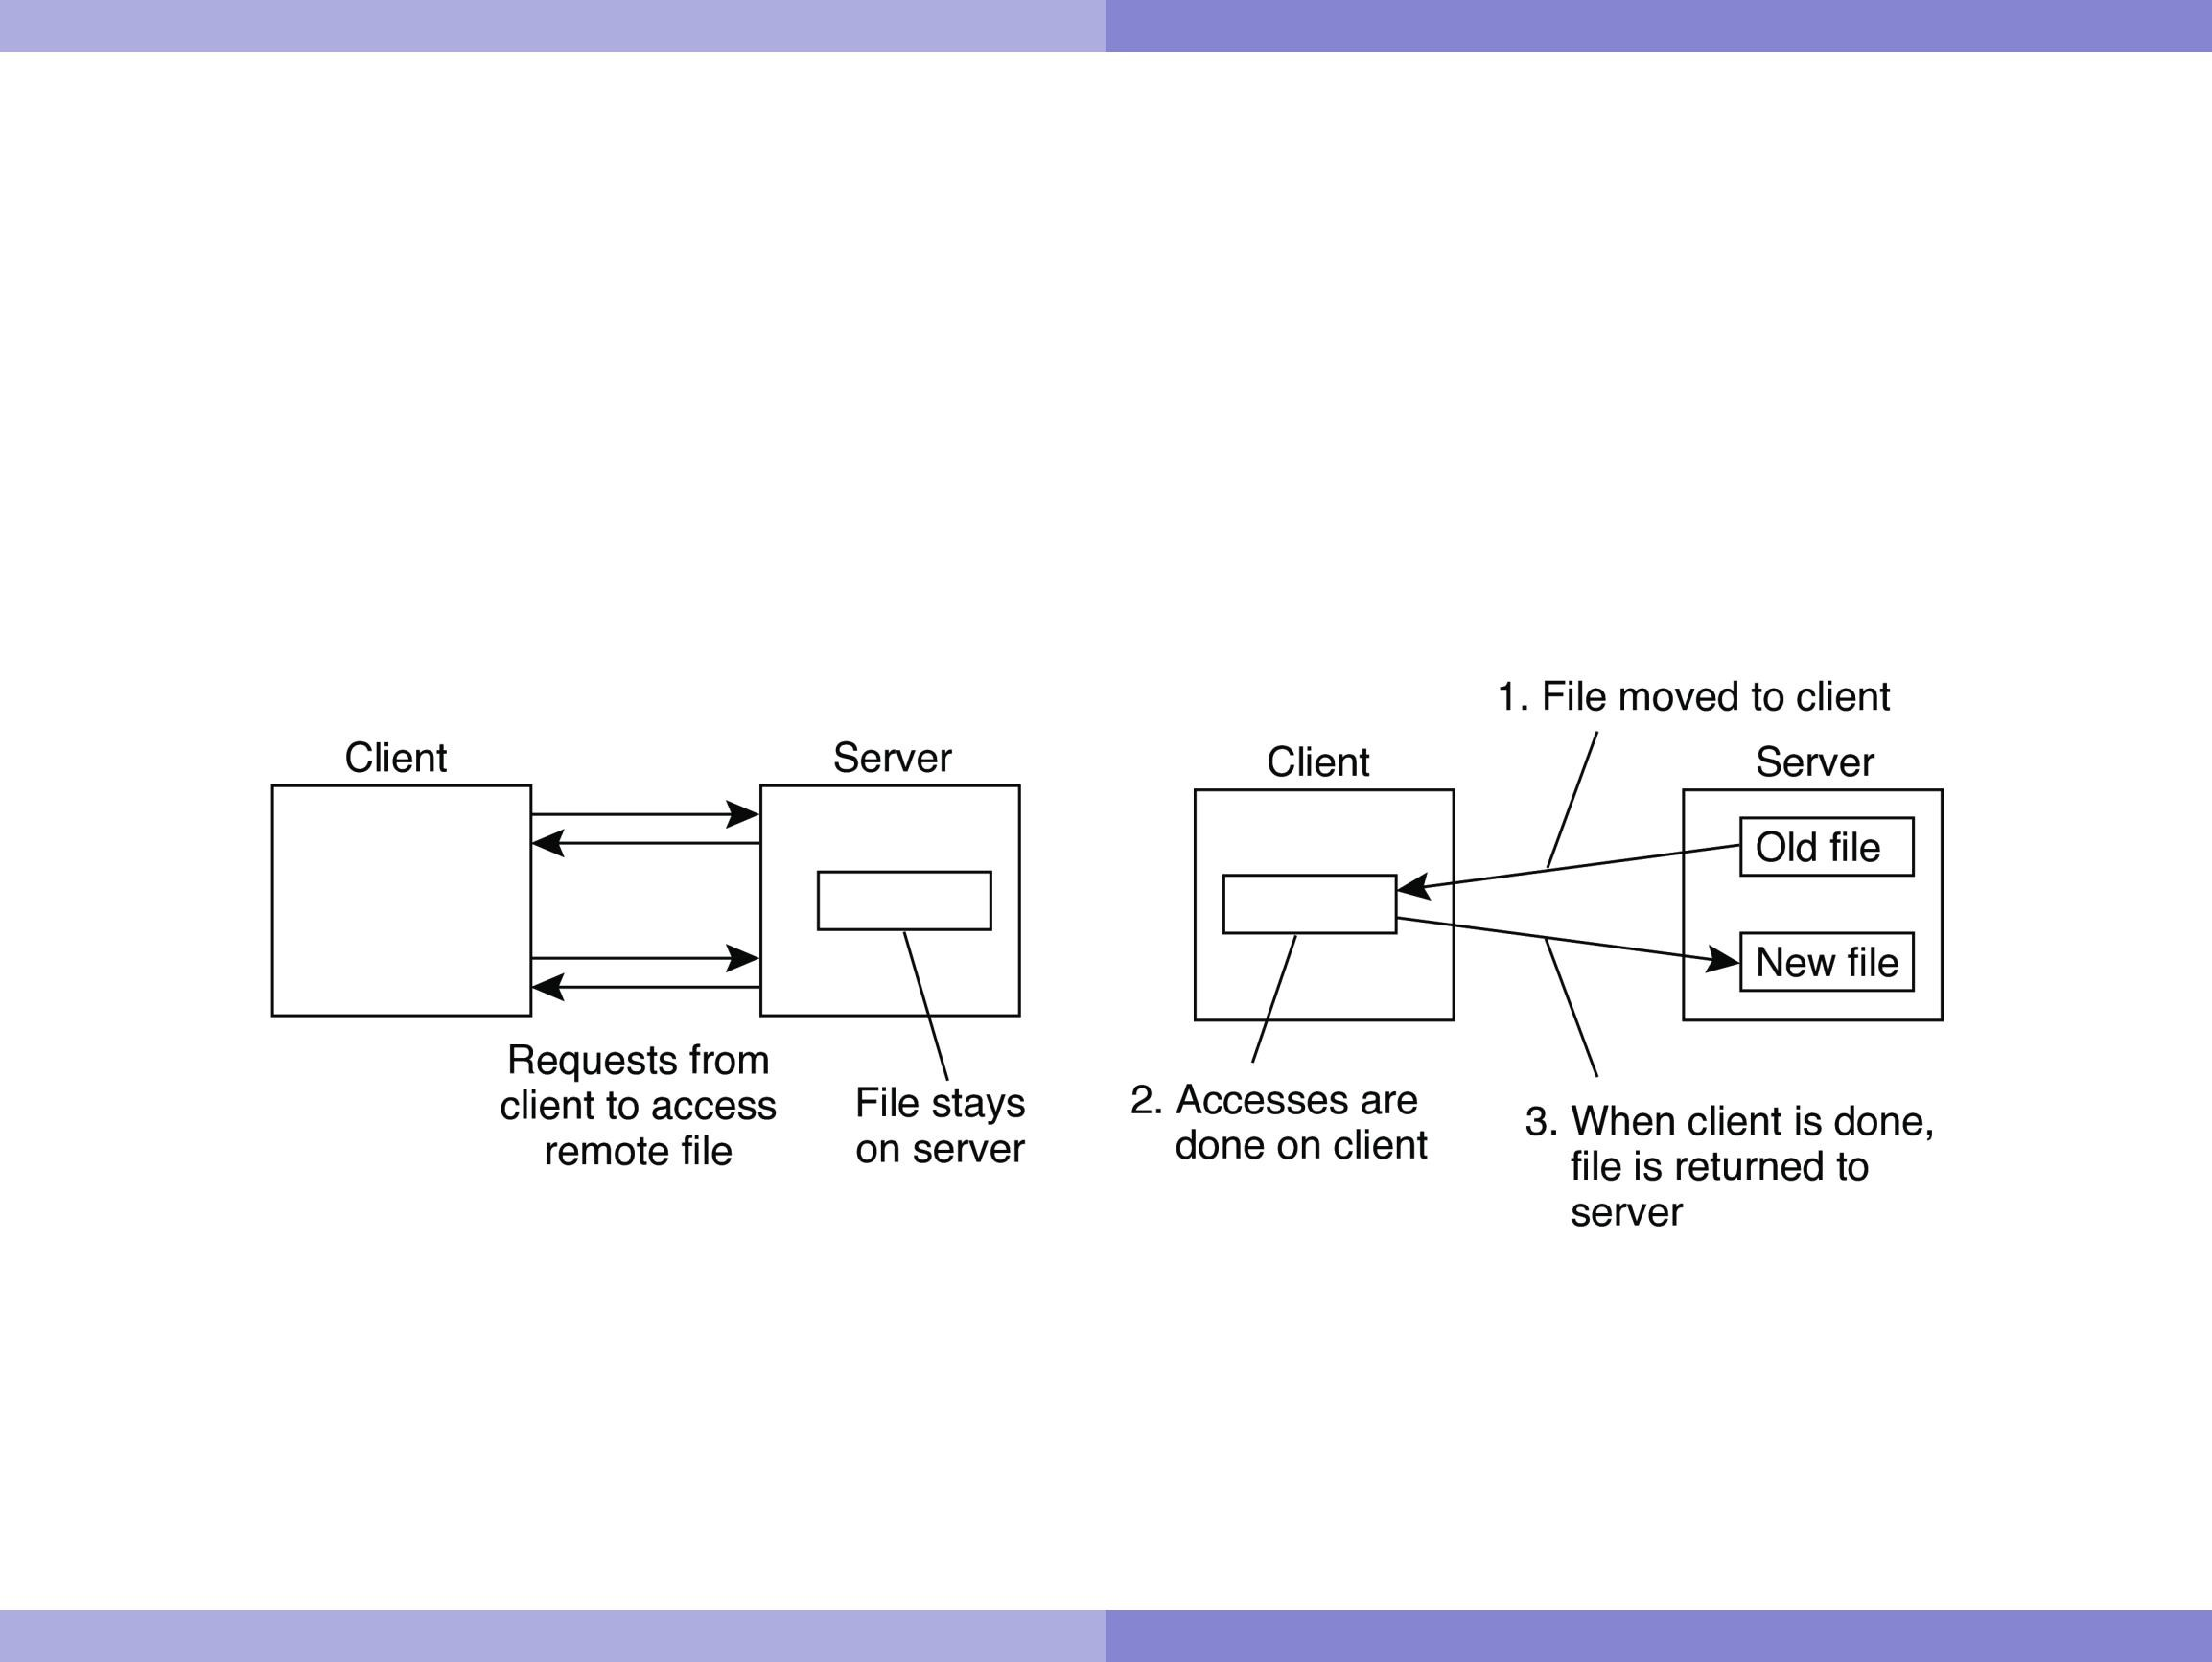 Client
Server
Requests from
client to access
remote file
File stays
on server
1. File moved to client
Client
Server
Old file
New file
2. Accesses are
done on client
3. When client is done,
file is returned to
server